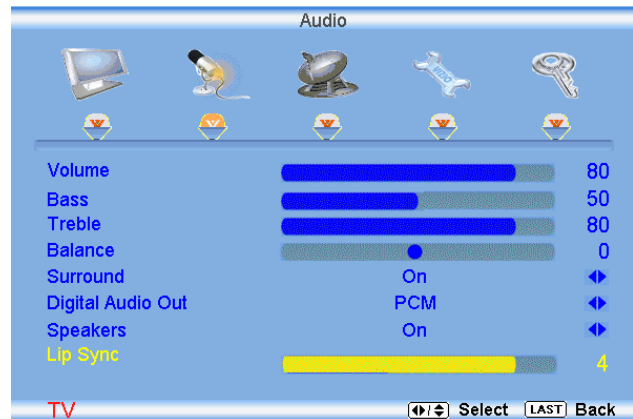 Audio
Volume 80
Bass 50
Treble 80
Balance 0
Surround On
Digital Audio Out PCM
Speakers On
Lip Sync 4
TV Select LAST Back